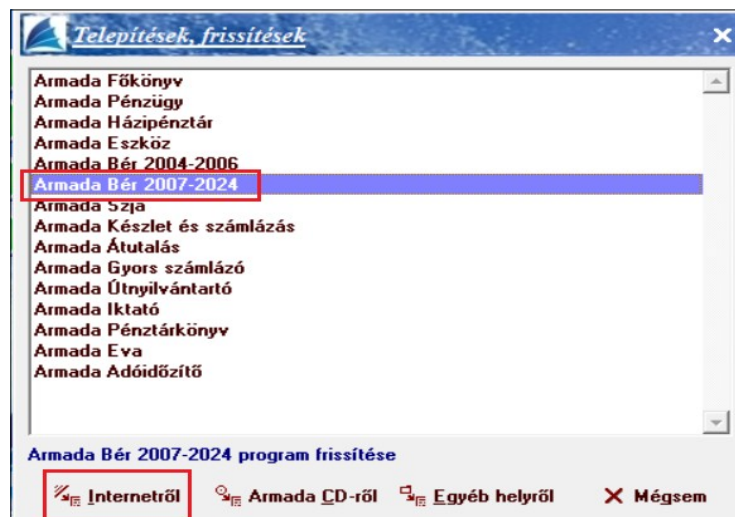 Telepítések, frissítések
Armada Főkönyv
Armada Pénzügy
Armada Házipénztár
Armada Eszköz
Armada Bér 2004-2006
Armada Bér 2007-2024
Armada Szja
Armada Készlet és számlázás
Armada Átutalás
Armada Gyors számlázó
Armada Útnyilvántartó
Armada Iktató
Armada Pénztárkönyv
Armada Eva
Armada Adóidőzítő
Armada Bér 2007-2024 program frissítése
Internetről Armada CD-ről Egyéb helyről Mégsem